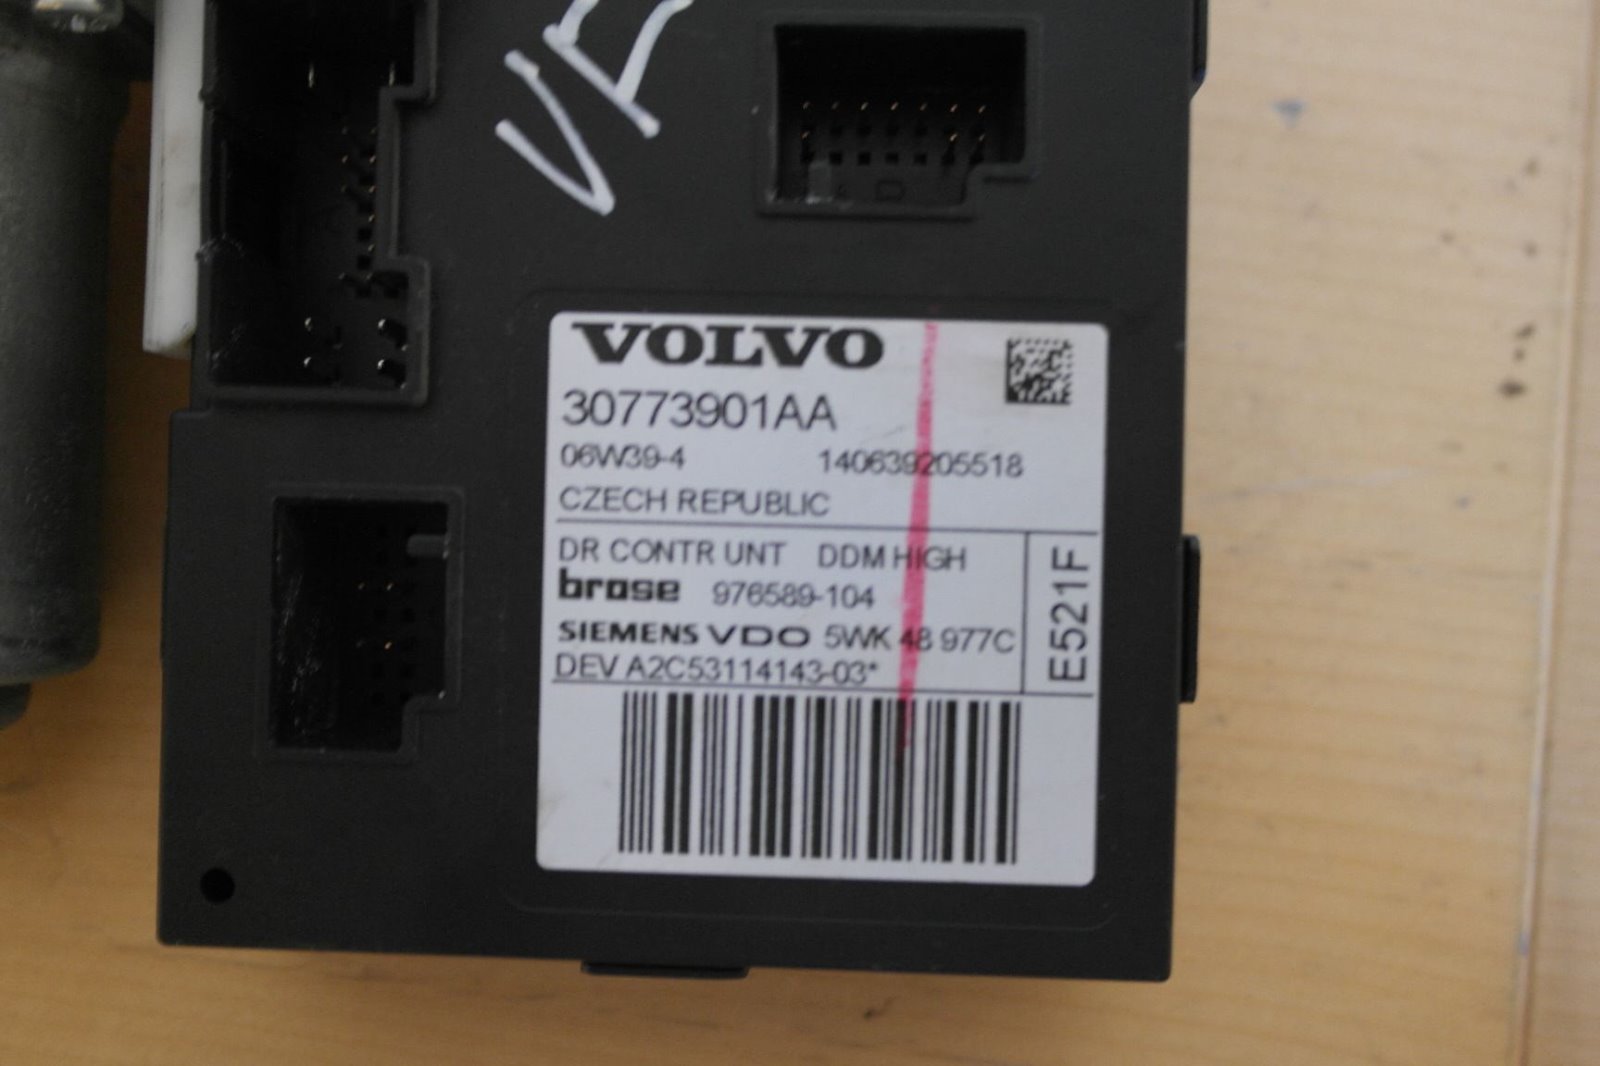 VOLVO
30773901AA
06W39-4 140639205518
CZECH REPUBLIC
DR CONTR UNT DDM HIGH
brose 976589-104
SIEMENS VDO 5WK 48 977C
DEV A2C53114143-03*
E521F